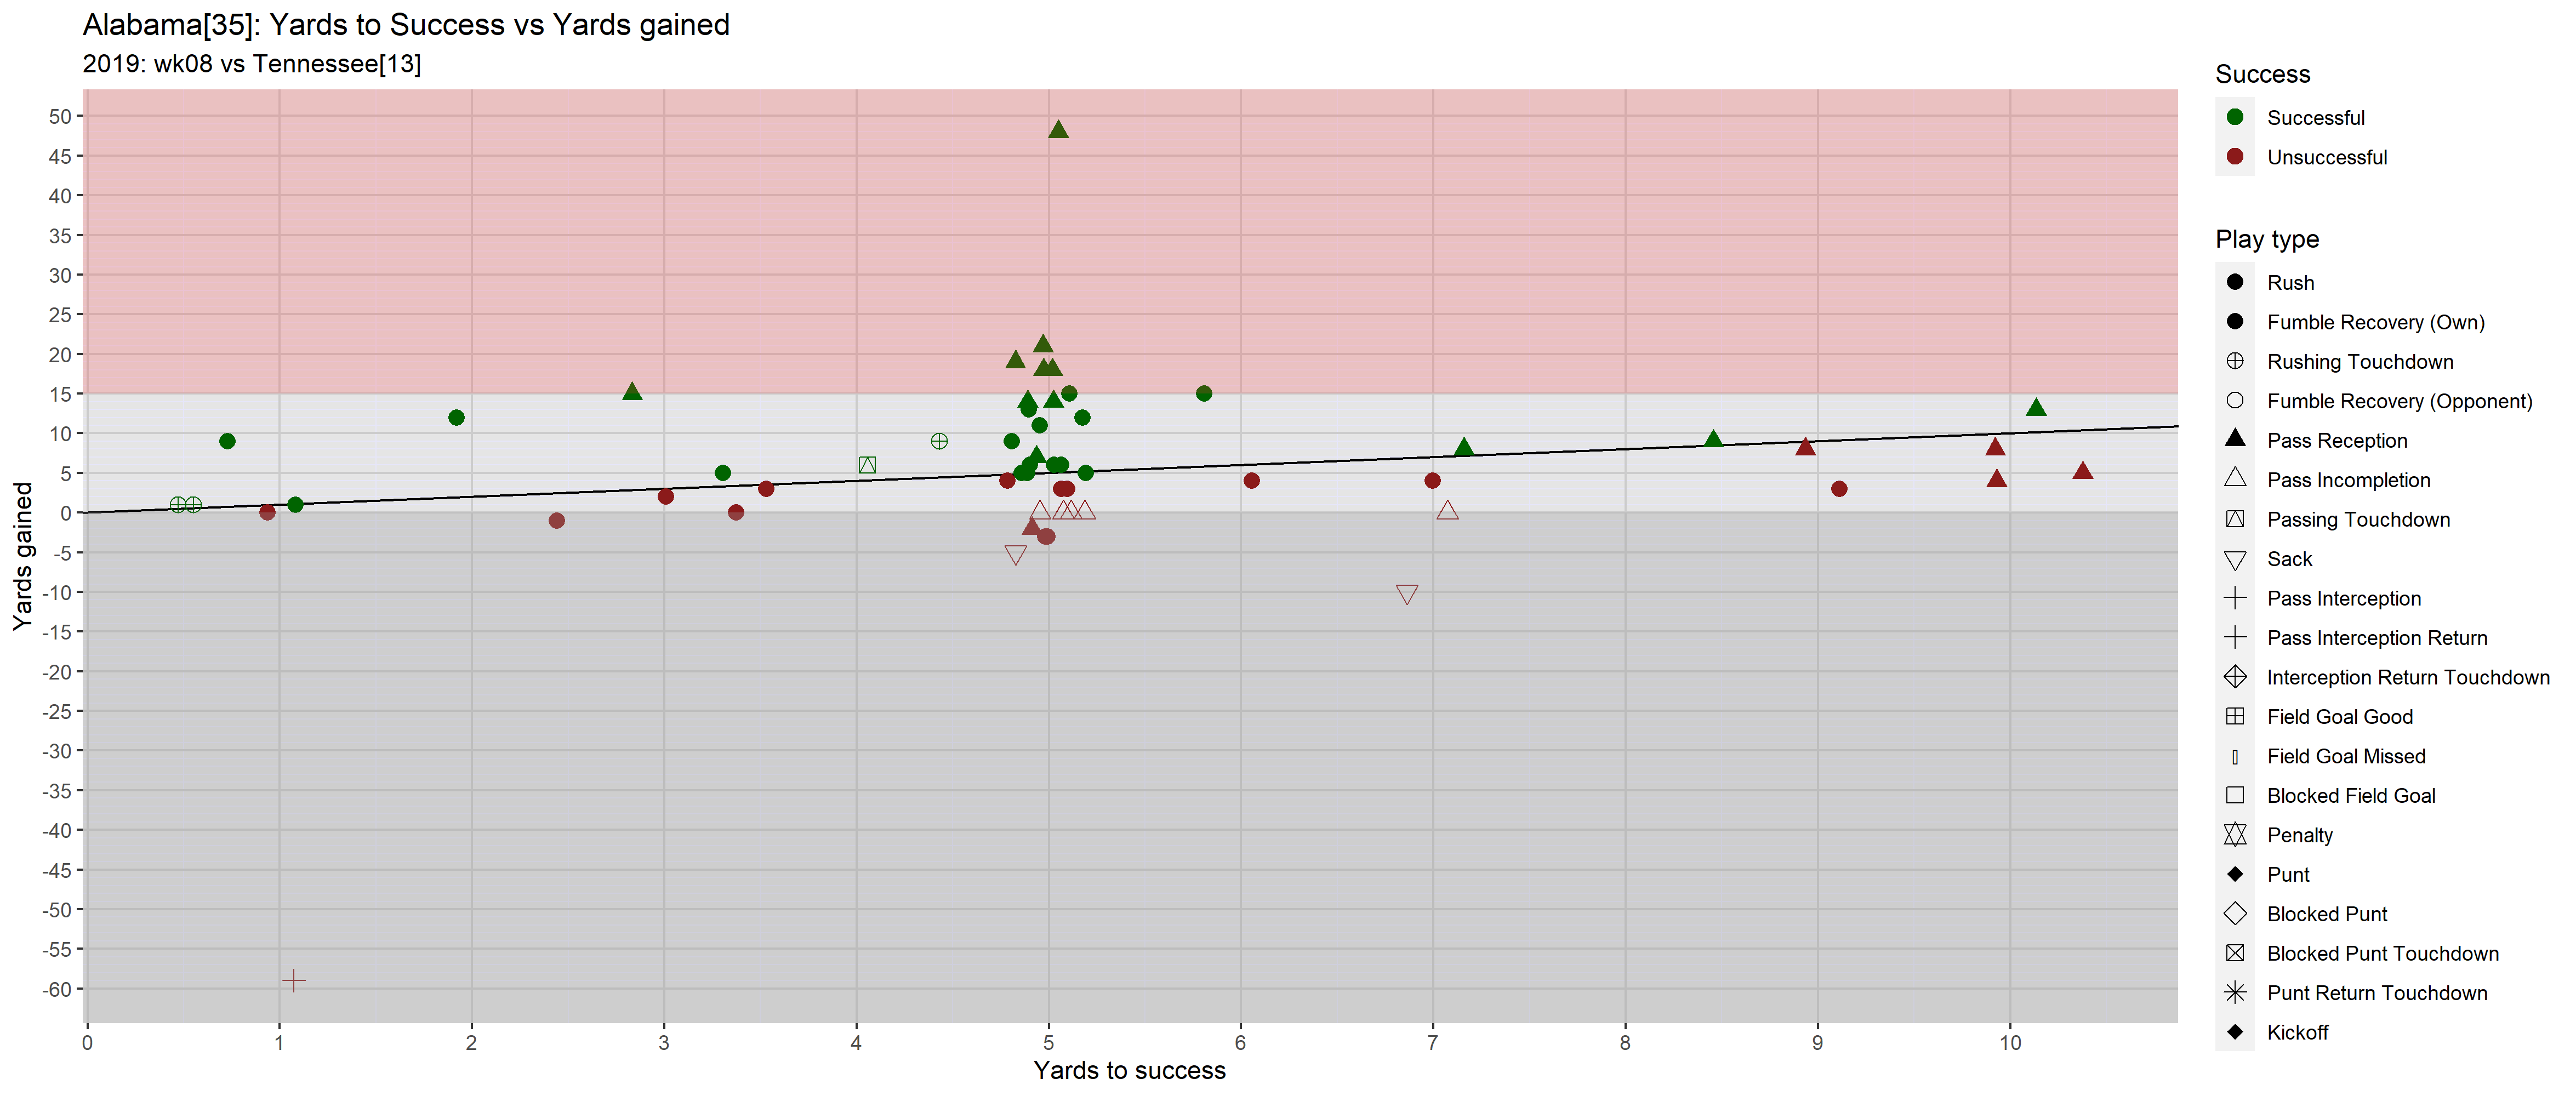 Alabama[35]: Yards to Success vs Yards gained
2019: wk08 vs Tennessee[13]
Yards gained
50
45
40
35
30
25
20
15
10
5
0
-5
-10
-15
-20
-25
-30
-35
-40
-45
-50
-55
-60
0 1 2 3 4 5 6 7 8 9 10
Yards to success
Success
Successful
Unsuccessful
Play type
Rush
Fumble Recovery (Own)
Rushing Touchdown
Fumble Recovery (Opponent)
Pass Reception
Pass Incompletion
Passing Touchdown
Sack
Pass Interception
Pass Interception Return
Interception Return Touchdown
Field Goal Good
Field Goal Missed
Blocked Field Goal
Penalty
Punt
Blocked Punt
Blocked Punt Touchdown
Punt Return Touchdown
Kickoff